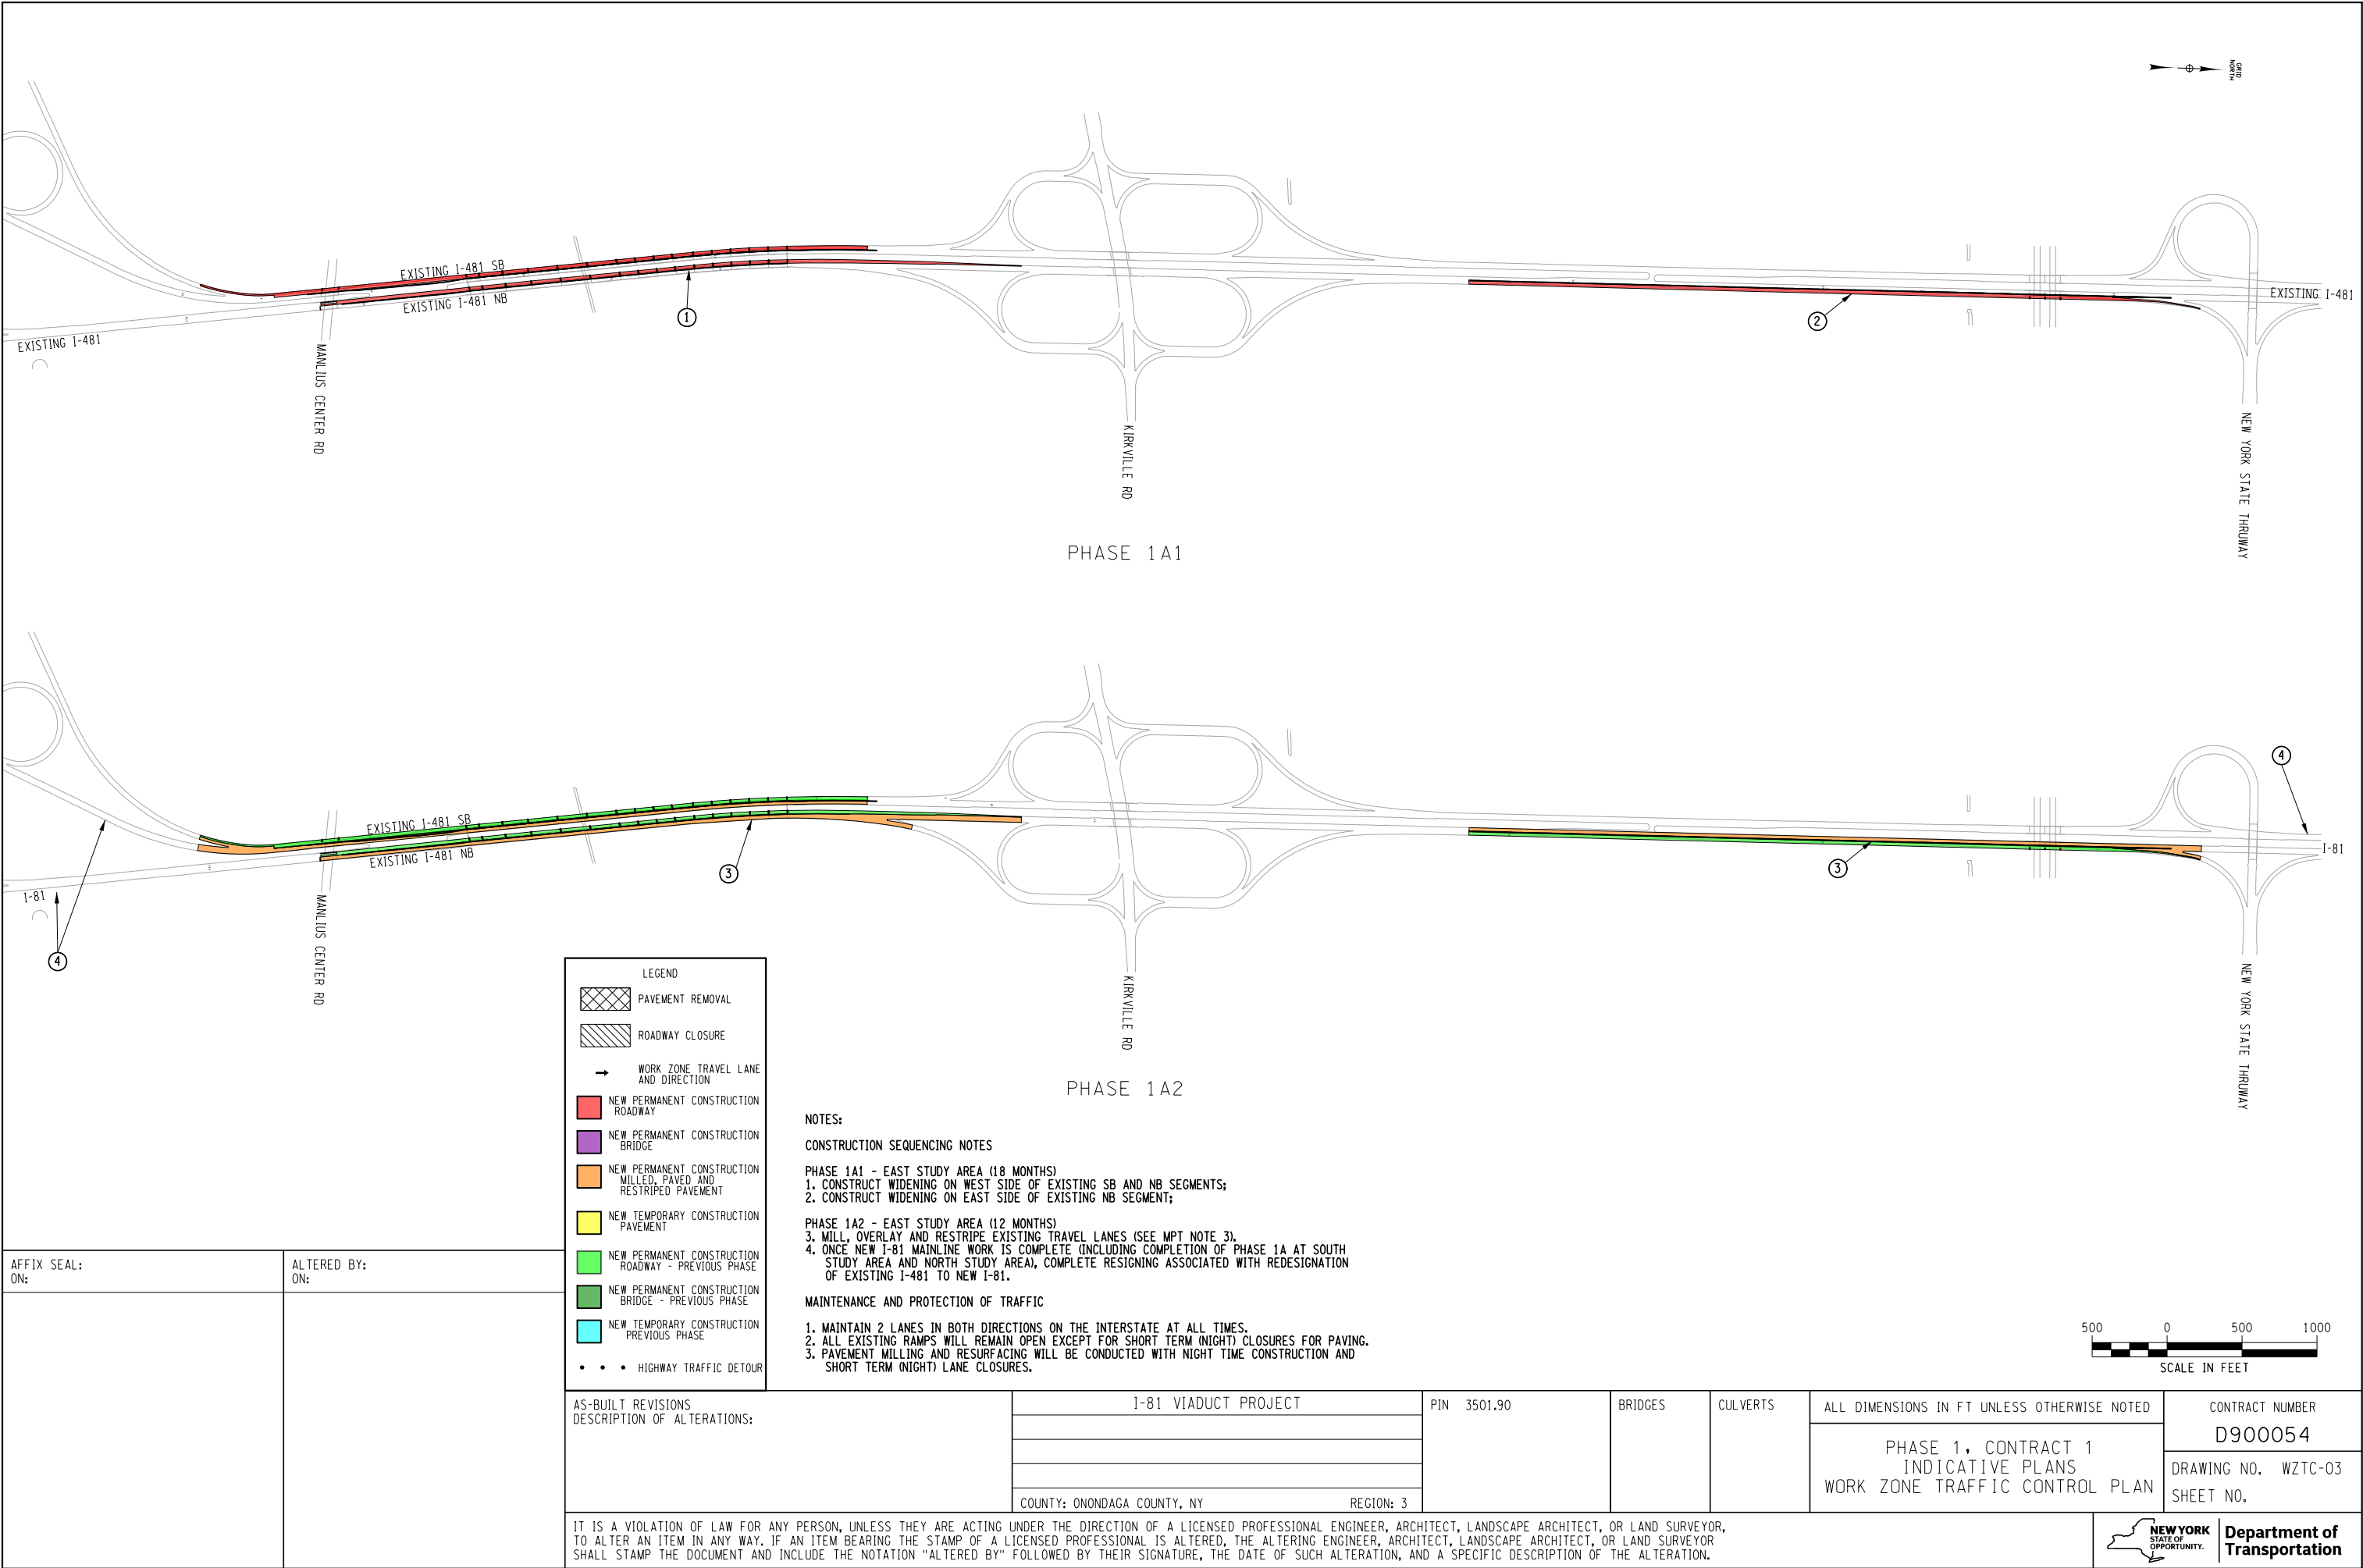 GRID
NORTH
EXISTING I-481 SB
EXISTING I-481 NB
EXISTING I-481
EXISTING I-481
1
2
MANLIUS CENTER RD
KIRKVILLE RD
NEW YORK STATE THRUWAY
PHASE 1A1
4
EXISTING I-481 SB
EXISTING I-481 NB
I-81
I-81
3
3
4
MANLIUS CENTER RD
KIRKVILLE RD
NEW YORK STATE THRUWAY
PHASE 1A2
LEGEND
PAVEMENT REMOVAL
ROADWAY CLOSURE
WORK ZONE TRAVEL LANE
AND DIRECTION
NEW PERMANENT CONSTRUCTION
ROADWAY
NEW PERMANENT CONSTRUCTION
BRIDGE
NEW PERMANENT CONSTRUCTION
MILLED, PAVED AND
RESTRIPED PAVEMENT
NEW TEMPORARY CONSTRUCTION
PAVEMENT
NEW PERMANENT CONSTRUCTION
ROADWAY - PREVIOUS PHASE
NEW PERMANENT CONSTRUCTION
BRIDGE - PREVIOUS PHASE
NEW TEMPORARY CONSTRUCTION
PREVIOUS PHASE
HIGHWAY TRAFFIC DETOUR
NOTES:
CONSTRUCTION SEQUENCING NOTES
PHASE 1A1 - EAST STUDY AREA (18 MONTHS)
1. CONSTRUCT WIDENING ON WEST SIDE OF EXISTING SB AND NB SEGMENTS;
2. CONSTRUCT WIDENING ON EAST SIDE OF EXISTING NB SEGMENT;
PHASE 1A2 - EAST STUDY AREA (12 MONTHS)
3. MILL, OVERLAY AND RESTRIPE EXISTING TRAVEL LANES (SEE MPT NOTE 3).
4. ONCE NEW I-81 MAINLINE WORK IS COMPLETE (INCLUDING COMPLETION OF PHASE 1A AT SOUTH
STUDY AREA AND NORTH STUDY AREA), COMPLETE RESIGNING ASSOCIATED WITH REDESIGNATION
OF EXISTING I-481 TO NEW I-81.
MAINTENANCE AND PROTECTION OF TRAFFIC
1. MAINTAIN 2 LANES IN BOTH DIRECTIONS ON THE INTERSTATE AT ALL TIMES.
2. ALL EXISTING RAMPS WILL REMAIN OPEN EXCEPT FOR SHORT TERM (NIGHT) CLOSURES FOR PAVING.
3. PAVEMENT MILLING AND RESURFACING WILL BE CONDUCTED WITH NIGHT TIME CONSTRUCTION AND
SHORT TERM (NIGHT) LANE CLOSURES.
500 0 500 1000
SCALE IN FEET
AFFIX SEAL:
ON:
ALTERED BY:
ON:
AS-BUILT REVISIONS
DESCRIPTION OF ALTERATIONS:
I-81 VIADUCT PROJECT
COUNTY: ONONDAGA COUNTY, NY REGION: 3
PIN 3501.90
BRIDGES
CULVERTS
ALL DIMENSIONS IN FT UNLESS OTHERWISE NOTED
PHASE 1, CONTRACT 1
INDICATIVE PLANS
WORK ZONE TRAFFIC CONTROL PLAN
CONTRACT NUMBER
D900054
DRAWING NO. WZTC-03
SHEET NO.
IT IS A VIOLATION OF LAW FOR ANY PERSON, UNLESS THEY ARE ACTING UNDER THE DIRECTION OF A LICENSED PROFESSIONAL ENGINEER, ARCHITECT, LANDSCAPE ARCHITECT, OR LAND SURVEYOR,
TO ALTER AN ITEM IN ANY WAY. IF AN ITEM BEARING THE STAMP OF A LICENSED PROFESSIONAL IS ALTERED, THE ALTERING ENGINEER, ARCHITECT, LANDSCAPE ARCHITECT, OR LAND SURVEYOR
SHALL STAMP THE DOCUMENT AND INCLUDE THE NOTATION "ALTERED BY" FOLLOWED BY THEIR SIGNATURE, THE DATE OF SUCH ALTERATION, AND A SPECIFIC DESCRIPTION OF THE ALTERATION.
NEW YORK
STATE OF
OPPORTUNITY.
Department of
Transportation